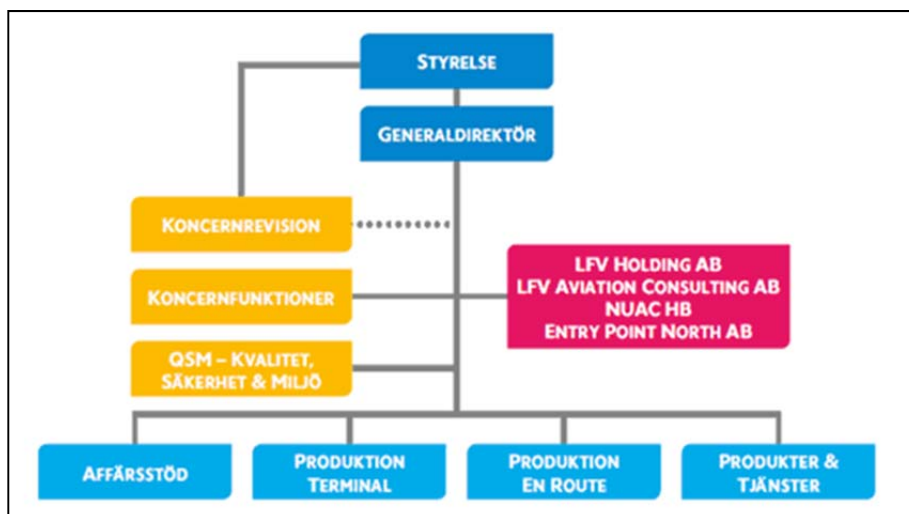 STYRELSE
GENERALDIREKTÖR
KONCERNREVISION
KONCERNFUNKTIONER
LFV HOLDING AB
LFV AVIATION CONSULTING AB
NUAC HB
ENTRY POINT NORTH AB
QSM – KVALITET,
SÄKERHET & MILJÖ
AFFÄRSSTÖD
PRODUKTION
TERMINAL
PRODUKTION
EN ROUTE
PRODUKTER &
TJÄNSTER